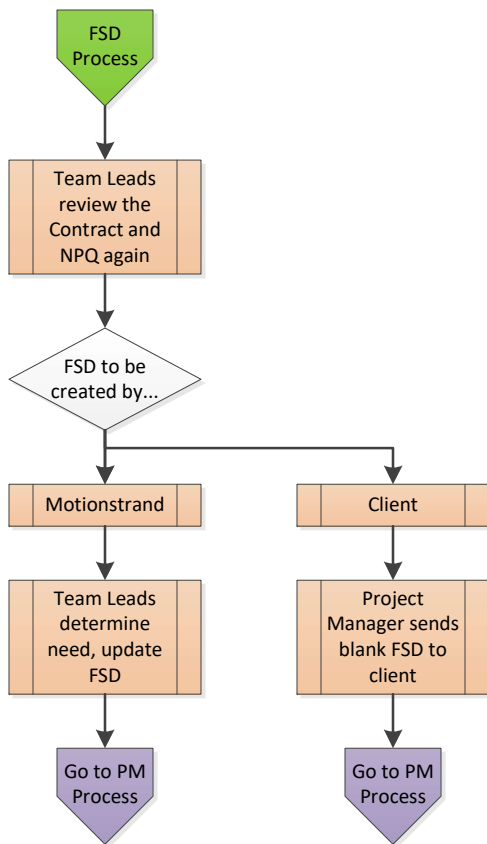 FSD
Process
Team Leads
review the
Contract and
NPQ again
FSD to be
created by...
Motionstrand
Client
Team Leads
determine
need, update
FSD
Project
Manager sends
blank FSD to
client
Go to PM
Process
Go to PM
Process